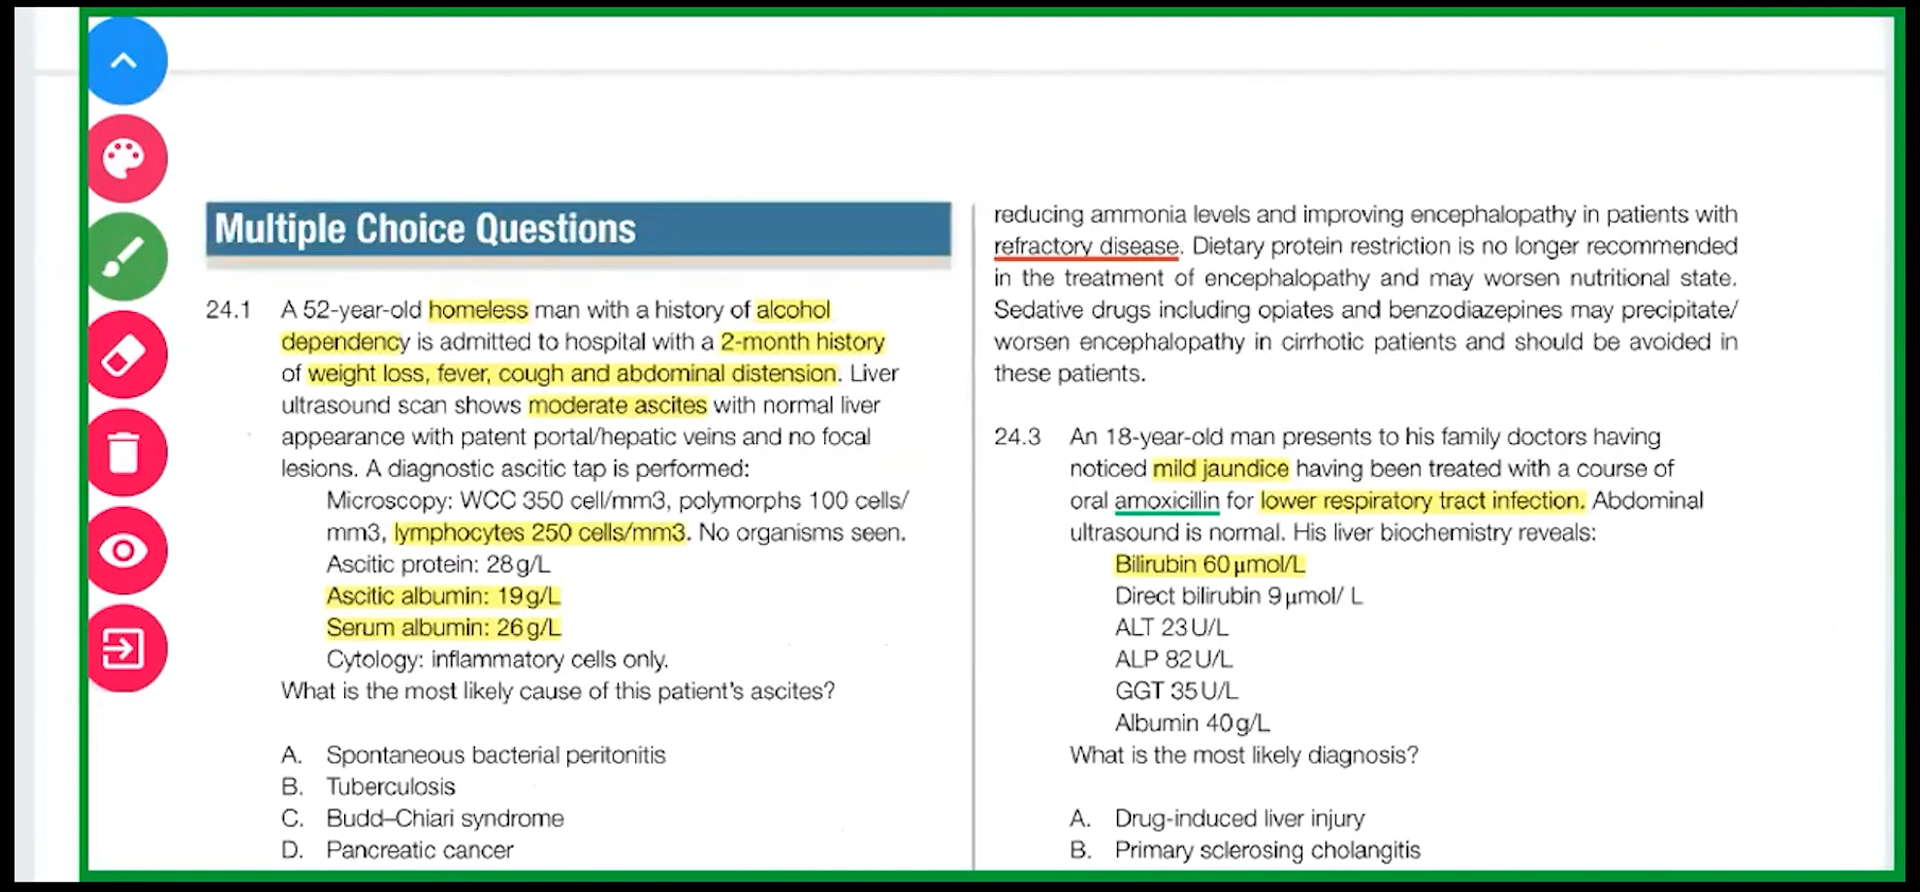 Multiple Choice Questions
24.1 A 52-year-old homeless man with a history of alcohol
dependency is admitted to hospital with a 2-month history
of weight loss, fever, cough and abdominal distension. Liver
ultrasound scan shows moderate ascites with normal liver
appearance with patent portal/hepatic veins and no focal
lesions. A diagnostic ascitic tap is performed:
Microscopy: WCC 350 cell/mm3, polymorphs 100 cells/
mm3, lymphocytes 250 cells/mm3. No organisms seen.
Ascitic protein: 28 g/L
Ascitic albumin: 19 g/L
Serum albumin: 26 g/L
Cytology: inflammatory cells only.
What is the most likely cause of this patient's ascites?
A. Spontaneous bacterial peritonitis
B. Tuberculosis
C. Budd–Chiari syndrome
D. Pancreatic cancer
reducing ammonia levels and improving encephalopathy in patients with
refractory disease. Dietary protein restriction is no longer recommended
in the treatment of encephalopathy and may worsen nutritional state.
Sedative drugs including opiates and benzodiazepines may precipitate/
worsen encephalopathy in cirrhotic patients and should be avoided in
these patients.
24.3 An 18-year-old man presents to his family doctors having
noticed mild jaundice having been treated with a course of
oral amoxicillin for lower respiratory tract infection. Abdominal
ultrasound is normal. His liver biochemistry reveals:
Bilirubin 60 μmol/L
Direct bilirubin 9 μmol/ L
ALT 23 U/L
ALP 82 U/L
GGT 35 U/L
Albumin 40 g/L
What is the most likely diagnosis?
A. Drug-induced liver injury
B. Primary sclerosing cholangitis